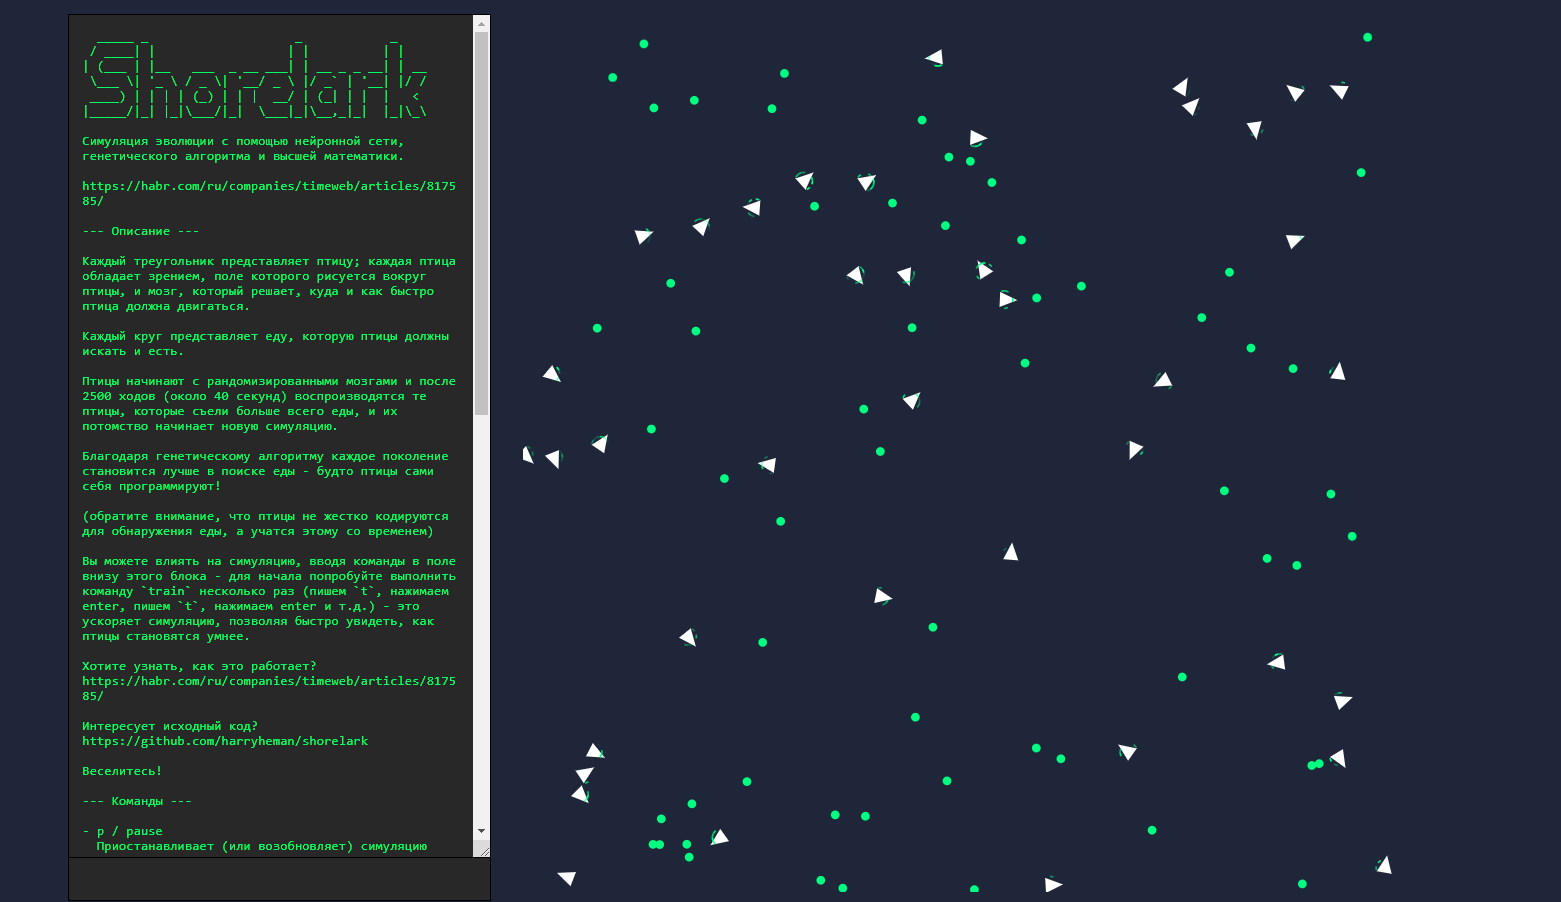 Shorelark
Симуляция эволюции с помощью нейронной сети,
генетического алгоритма и высшей математики.
https://habr.com/ru/companies/timeweb/articles/8175
85/
--- Описание ---
Каждый треугольник представляет птицу; каждая птица
обладает зрением, поле которого рисуется вокруг
птицы, и мозг, который решает, куда и как быстро
птица должна двигаться.
Каждый круг представляет еду, которую птицы должны
искать и есть.
Птицы начинают с рандомизированными мозгами и после
2500 ходов (около 40 секунд) воспроизводятся те
птицы, которые съели больше всего еды, и их
потомство начинает новую симуляцию.
Благодаря генетическому алгоритму каждое поколение
становится лучше в поиске еды - будто птицы сами
себя программируют!
(обратите внимание, что птицы не жестко кодируются
для обнаружения еды, а учатся этому со временем)
Вы можете влиять на симуляцию, вводя команды в поле
внизу этого блока - для начала попробуйте выполнить
команду `train` несколько раз (пишем `t`, нажимаем
enter, пишем `t`, нажимаем enter и т.д.) - это
ускоряет симуляцию, позволяя быстро увидеть, как
птицы становятся умнее.
Хотите узнать, как это работает?
https://habr.com/ru/companies/timeweb/articles/8175
85/
Интересует исходный код?
https://github.com/harryheman/shorelark
Веселитесь!
--- Команды ---
- p / pause
Приостанавливает (или возобновляет) симуляцию